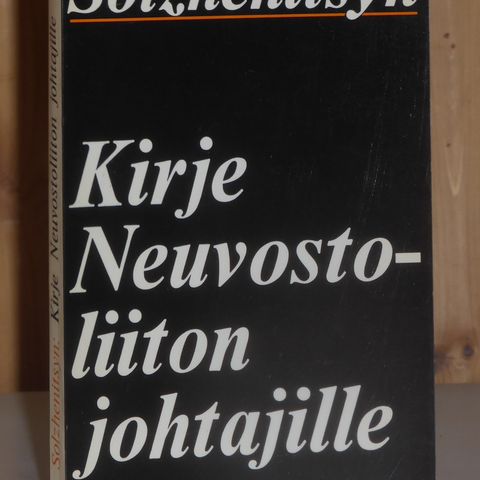 Solzhenitsyn
Kirje
Neuvosto-
liiton
johtajille
Solzhenitsyn: Kirje Neuvostoliiton johtajille